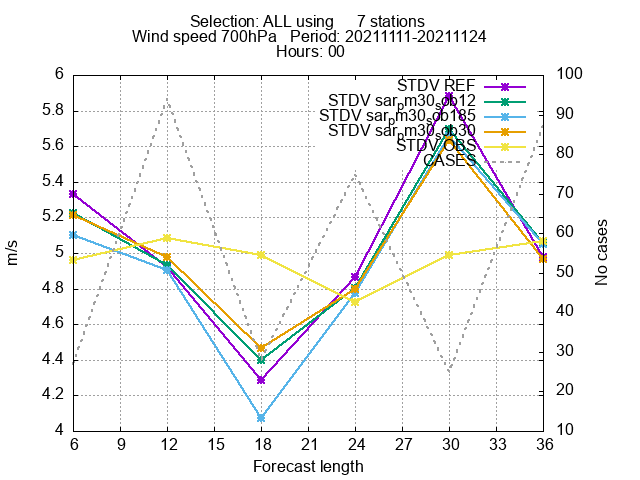 Selection: ALL using 7 stations
Wind speed 700hPa Period: 20211111-20211124
Hours: 00
STDV REF
STDV sarpm30sob12
STDV sarpm30sob185
STDV sarpm30sob30
STDV OBS
CASES
6
5.8
5.6
5.4
5.2
5
4.8
4.6
4.4
4.2
4
m/s
100
90
80
70
60
50
40
30
20
10
No cases
6 9 12 15 18 21 24 27 30 33 36
Forecast length